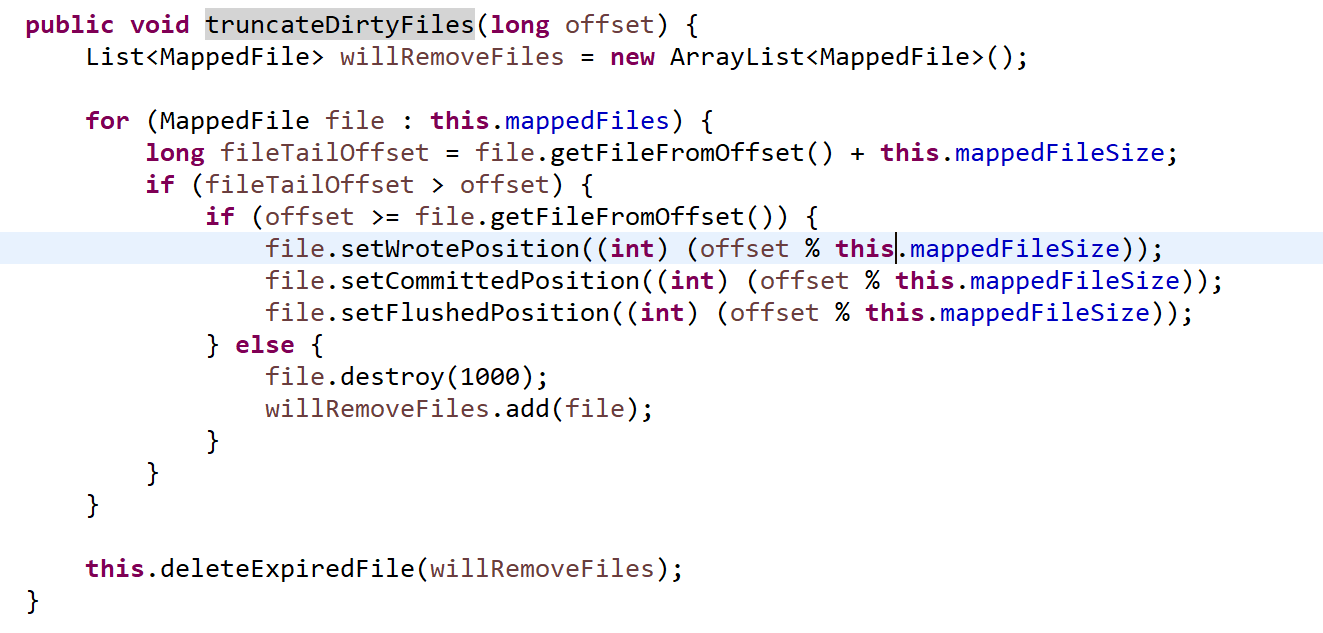 public void truncateDirtyFiles(long offset) {
    List<MappedFile> willRemoveFiles = new ArrayList<MappedFile>();

    for (MappedFile file : this.mappedFiles) {
        long fileTailOffset = file.getFileFromOffset() + this.mappedFileSize;
        if (fileTailOffset > offset) {
            if (offset >= file.getFileFromOffset()) {
                file.setWrotePosition((int) (offset % this.mappedFileSize));
                file.setCommittedPosition((int) (offset % this.mappedFileSize));
                file.setFlushedPosition((int) (offset % this.mappedFileSize));
            } else {
                file.destroy(1000);
                willRemoveFiles.add(file);
            }
        }
    }

    this.deleteExpiredFile(willRemoveFiles);
}